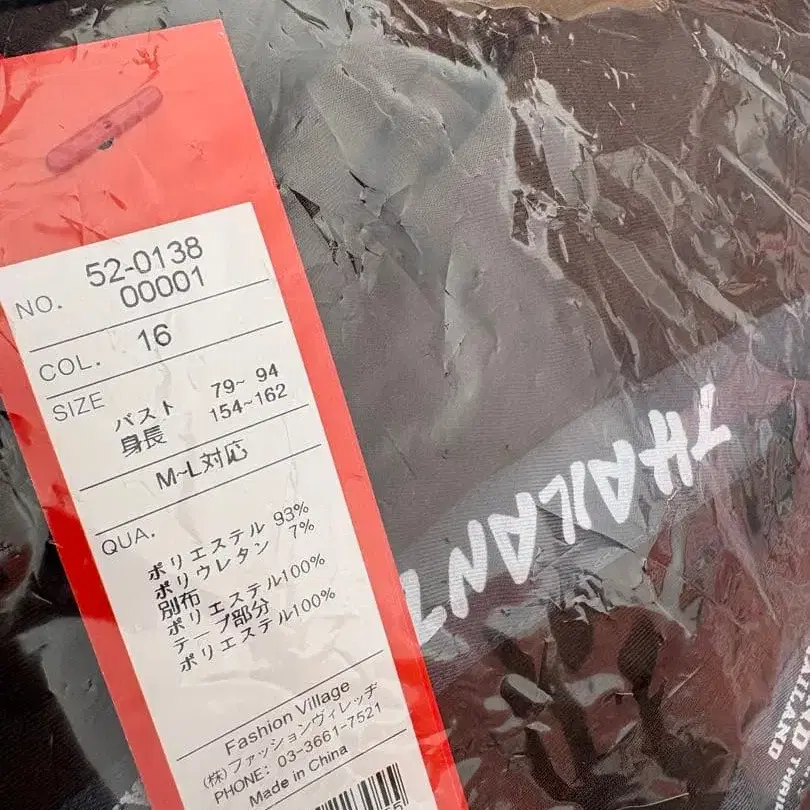 NO. 52-0138
00001
COL. 16
SIZE
バスト 79~ 94
身長 154~162
M~L対応
QUA.
ポリエステル 93%
ポリウレタン 7%
別布
ポリエステル100%
テープ部分
ポリエステル100%
Fashion Village
(株)ファッションヴィレッヂ
PHONE: 03-3661-7521
Made in China
THAILAND